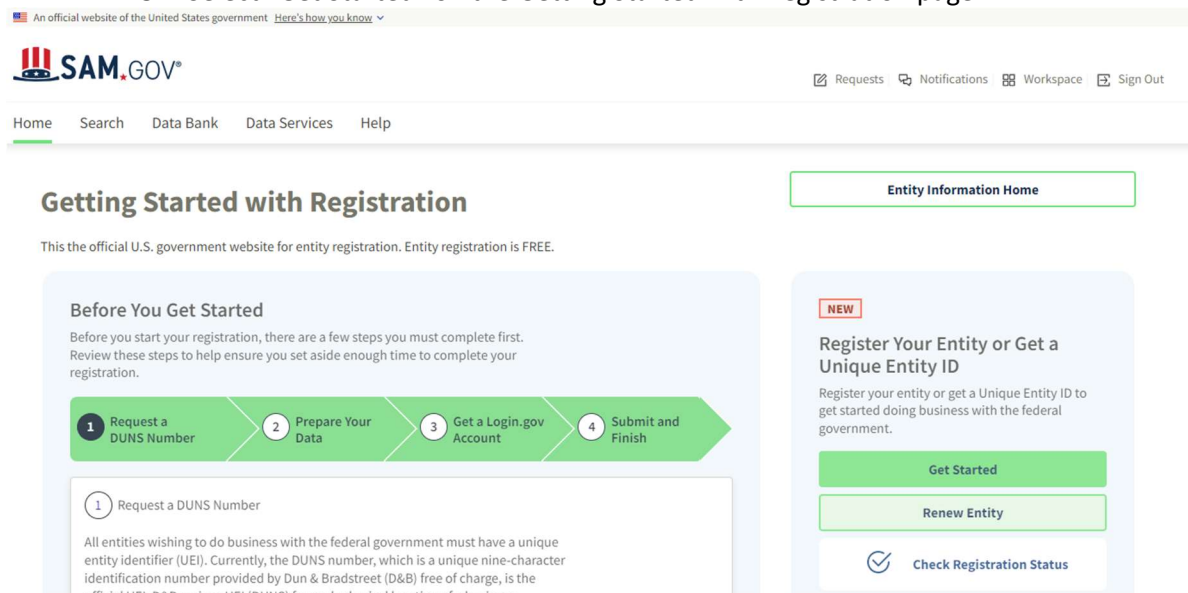 An official website of the United States government Here's how you know
SAM.GOV®
Requests Notifications Workspace Sign Out
Home Search Data Bank Data Services Help
Getting Started with Registration
Entity Information Home
This the official U.S. government website for entity registration. Entity registration is FREE.
Before You Get Started
Before you start your registration, there are a few steps you must complete first.
Review these steps to help ensure you set aside enough time to complete your
registration.
1 Request a
DUNS Number
2 Prepare Your
Data
3 Get a Login.gov
Account
4 Submit and
Finish
1 Request a DUNS Number
All entities wishing to do business with the federal government must have a unique
entity identifier (UEI). Currently, the DUNS number, which is a unique nine-character
identification number provided by Dun & Bradstreet (D&B) free of charge, is the
NEW
Register Your Entity or Get a
Unique Entity ID
Register your entity or get a Unique Entity ID to
get started doing business with the federal
government.
Get Started
Renew Entity
Check Registration Status